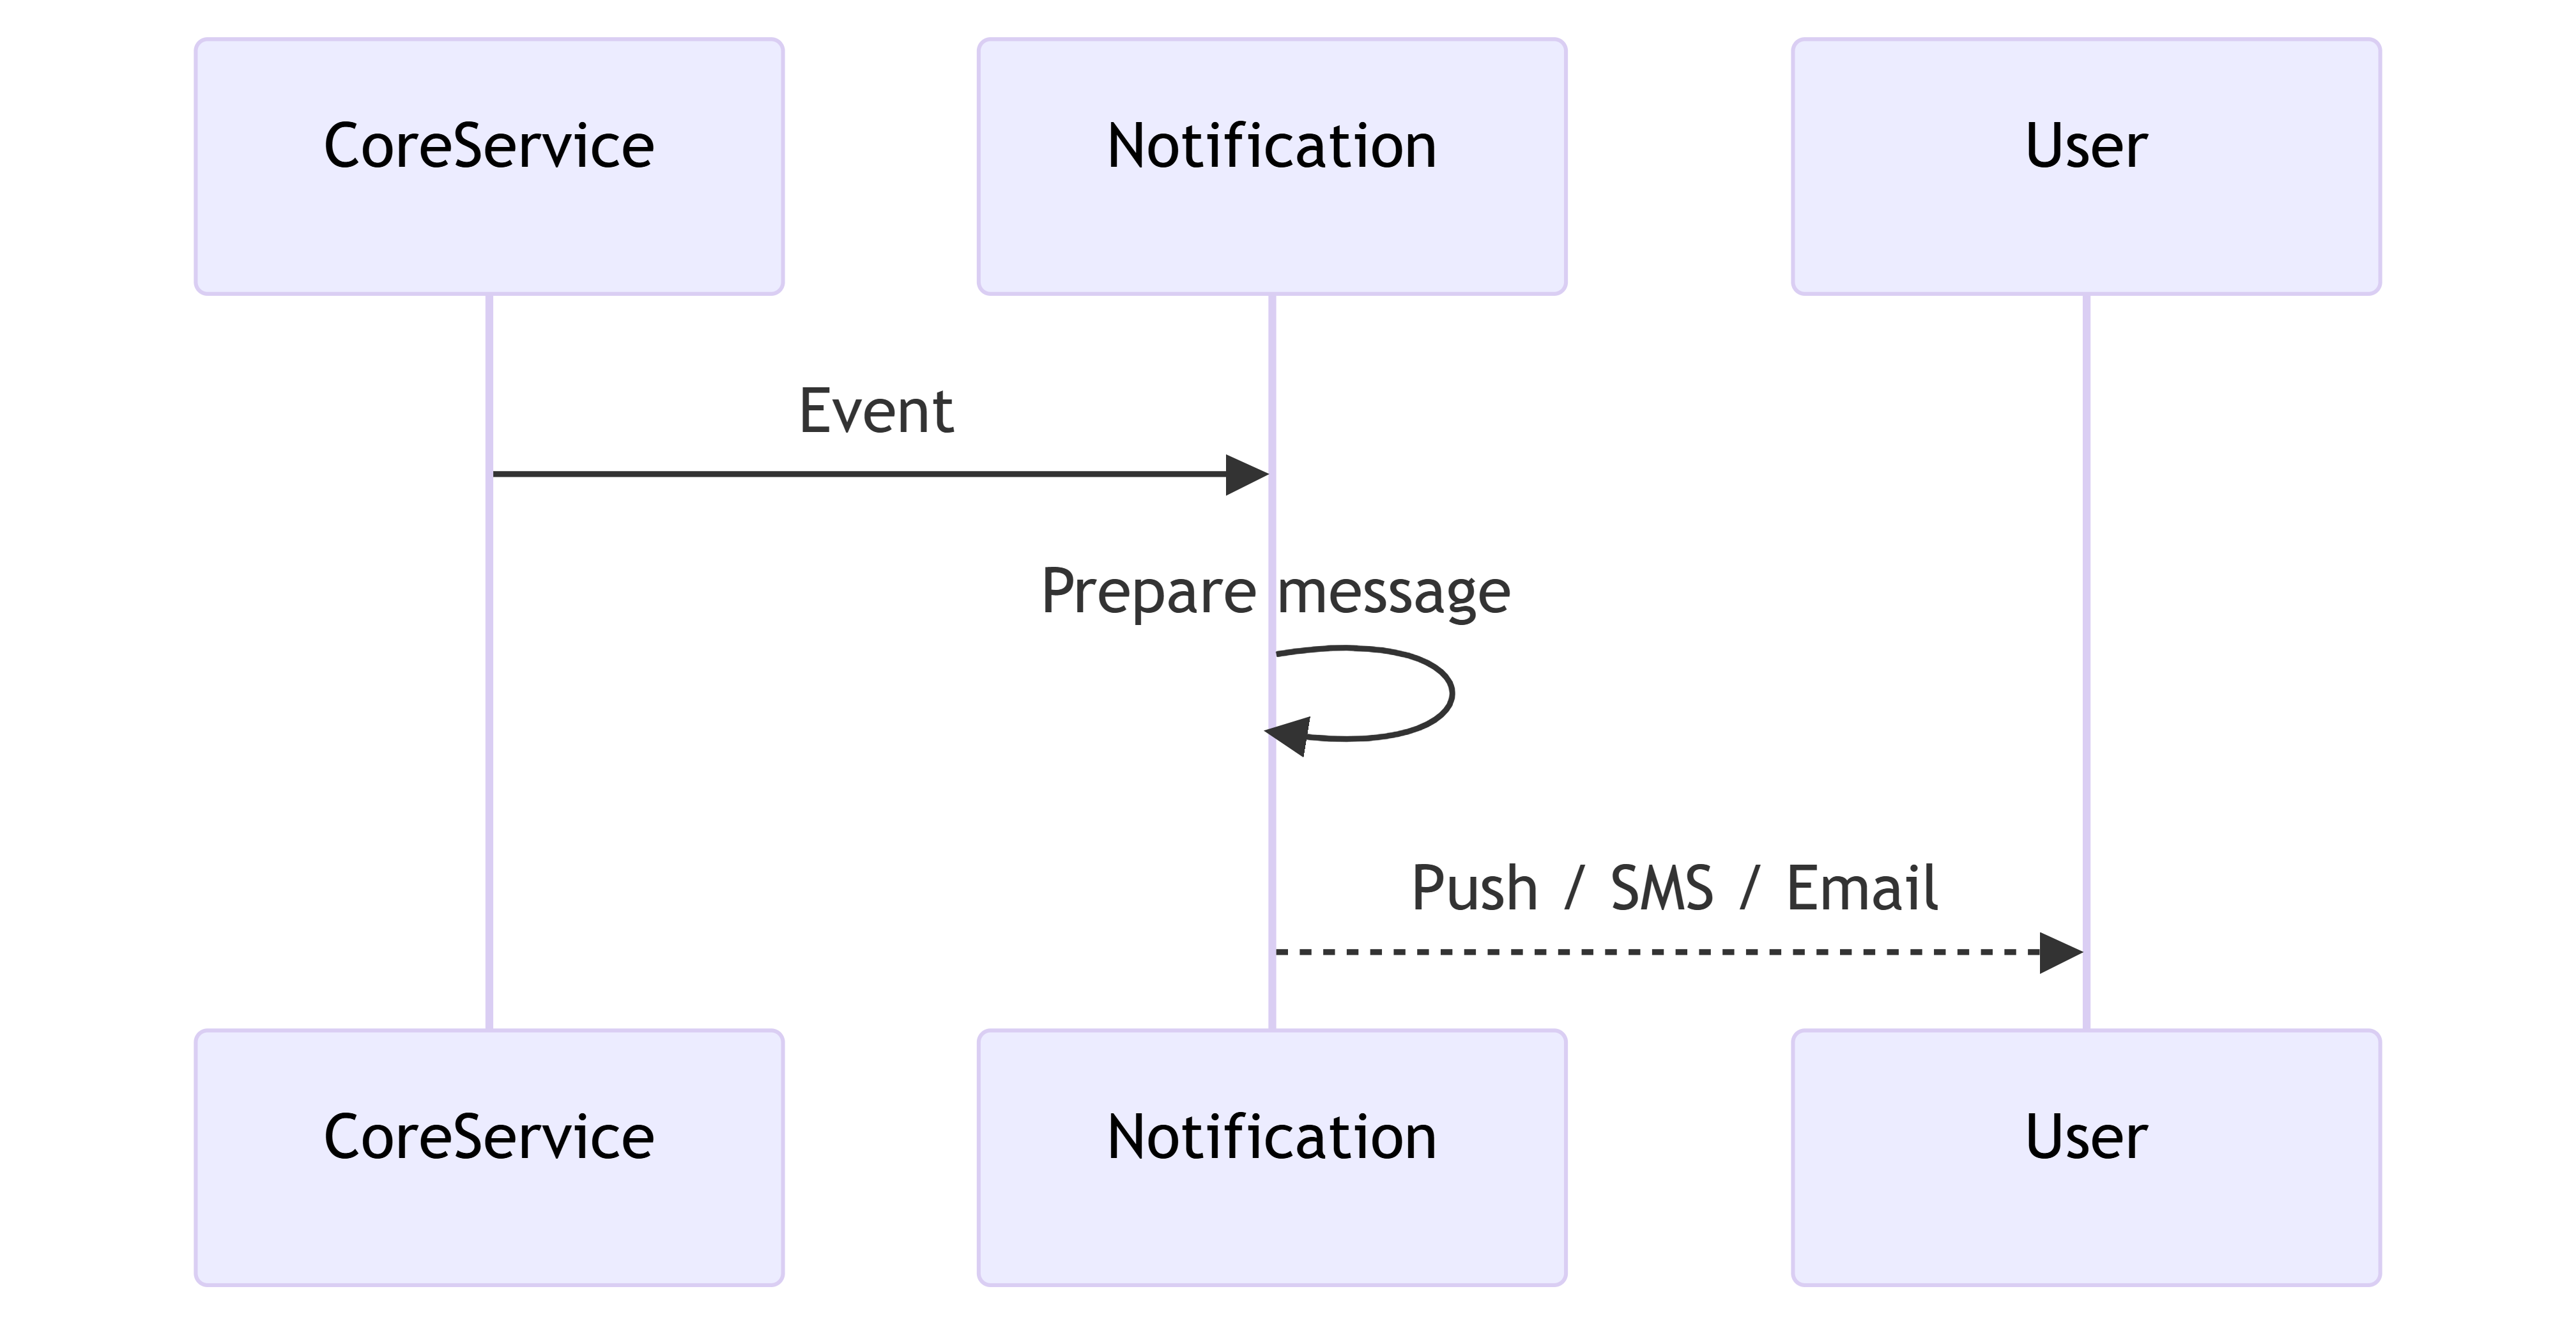 CoreService
Notification
User
Event
Prepare message
Push / SMS / Email
CoreService
Notification
User